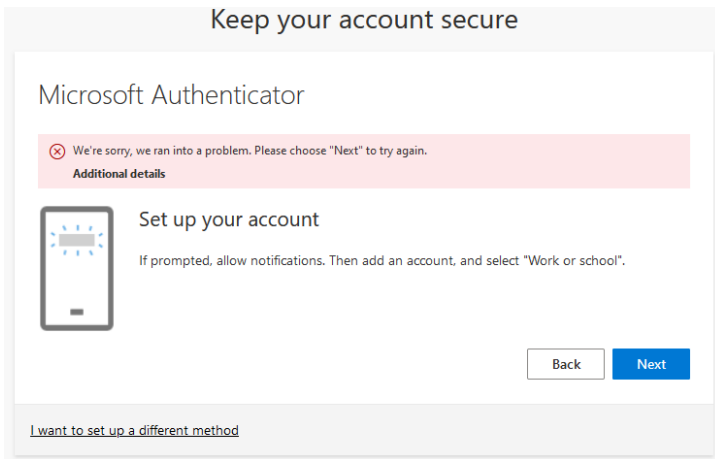 Keep your account secure
Microsoft Authenticator
We're sorry, we ran into a problem. Please choose "Next" to try again.
Additional details
Set up your account
If prompted, allow notifications. Then add an account, and select "Work or school".
Back
Next
I want to set up a different method